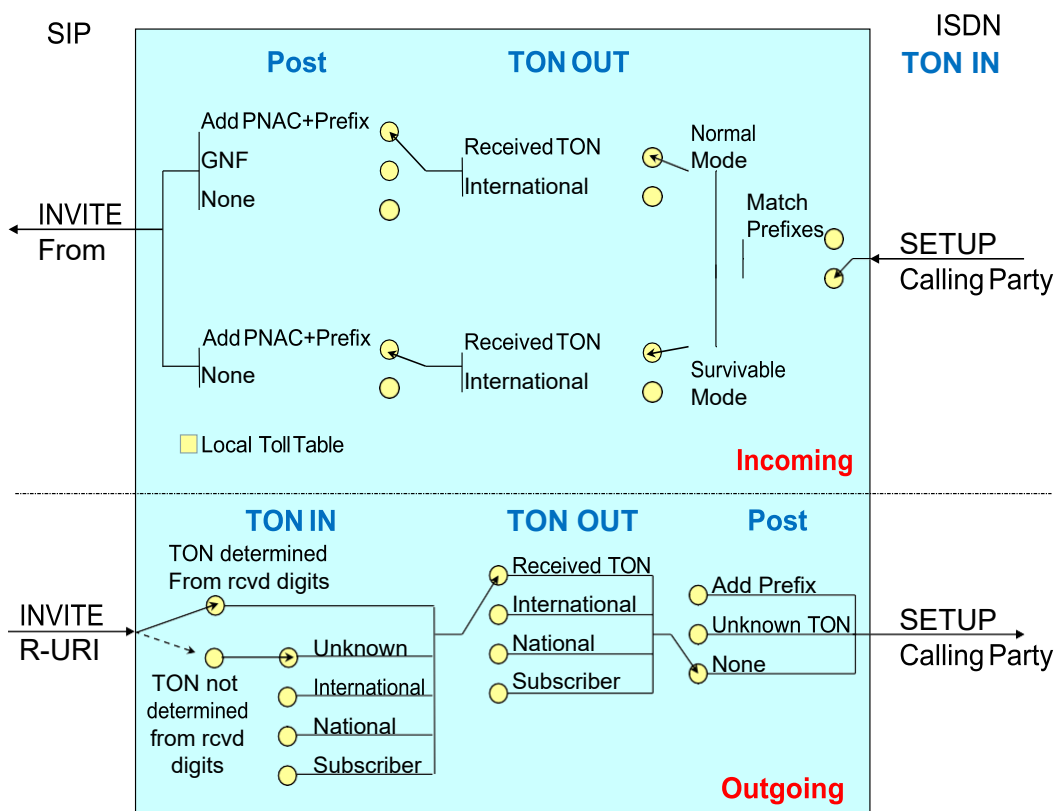 SIP
ISDN
Post
TON OUT
TON IN
Add PNAC+Prefix
GNF
None
Received TON
International
Normal
Mode
Match
Prefixes
INVITE
From
SETUP
Calling Party
Add PNAC+Prefix
None
Received TON
International
Survivable
Mode
Local Toll Table
Incoming
TON IN
TON OUT
Post
TON determined
From rcvd digits
INVITE
R-URI
Unknown
International
National
Subscriber
TON not
determined
from rcvd
digits
Received TON
International
National
Subscriber
Add Prefix
Unknown TON
None
SETUP
Calling Party
Outgoing